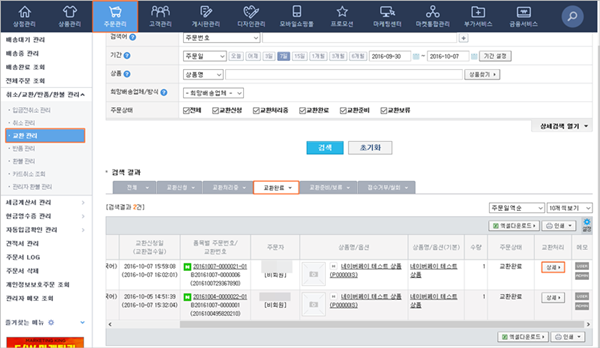 상점관리 상품관리 주문관리 고객관리 게시판관리 디자인관리 모바일쇼핑몰 프로모션 마케팅센터 마켓통합관리 부가서비스 금융서비스
배송대기 관리
배송중 관리
배송완료 조회
전체주문 조회
취소/교환/반품/환불 관리
입금전취소 관리
취소 관리
교환 관리
반품 관리
환불 관리
카드취소 조회
관리자 환불 관리
세금계산서 관리
현금영수증 관리
자동입금확인 관리
견적서 관리
주문서 LOG
주문서 삭제
개인정보보호주문 조회
관리자 메모 조회
즐겨찾는 메뉴
검색어 주문번호
기간 주문일 오늘 어제 3일 7일 15일 1개월 3개월 6개월 2016-09-30 ~ 2016-10-07 기간 설정
상품 상품명 상품찾기
희망배송업체/방식 - 희망배송업체 -
주문상태 전체 교환신청 교환처리중 교환완료 교환준비 교환보류
상세검색 열기
검색 초기화
검색 결과
전체 교환신청 교환처리중 교환완료 교환준비/보류 접수거부/철회
[검색결과 2건] 주문일역순 10개씩보기
엑셀다운로드 인쇄 설정
교환신청일 (교환접수일) 품목별 주문번호/ 교환번호 주문자 상품명/옵션 상품명/옵션(기본) 수량 주문상태 교환처리 메모
2016-10-07 15:59:08 20161007-0000021-01 네이버페이 테스트 상품 네이버페이 테스트 1 교환완료 상세
(2016-10-07 16:02:01) B20161007-0000006 [비회원] (P00000IS) 상품
(2016100729367890)
2016-10-05 14:51:39 20161004-0000022-01 네이버페이 테스트 상품 네이버페이 테스트 1 교환완료 상세
(2016-10-07 15:32:04) B20161007-0000001 [비회원] (P00000IS) 상품
(2016100495820210)
엑셀다운로드 인쇄